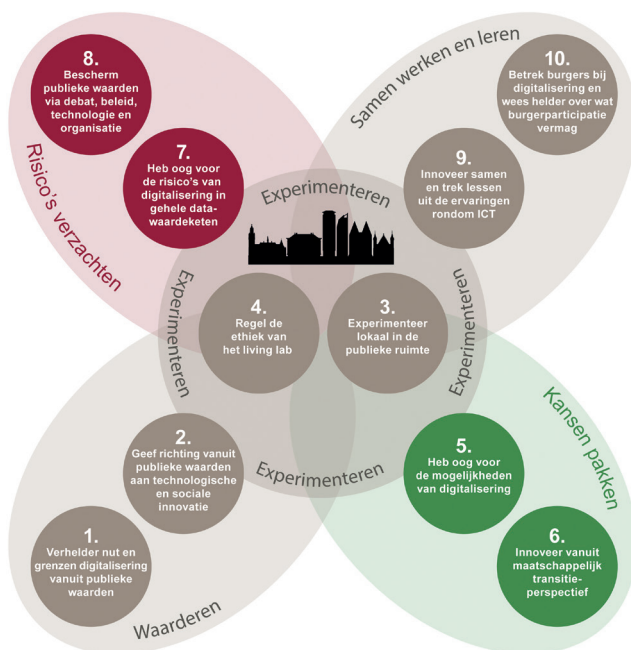 8.
Bescherm
publieke waarden
via debat, beleid,
technologie en
organisatie
7.
Heb oog voor
de risico's van
digitalisering in
gehele data-
waardeketen
Risico's verzachten
Samen werken en leren
10.
Betrek burgers bij
digitalisering en
wees helder over wat
burgerparticipatie
vermag
9.
Innoveer samen
en trek lessen
uit de ervaringen
rondom ICT
Experimenteren
Experimenteren
Experimenteren
Experimenteren
4.
Regel de
ethiek van
het living lab
3.
Experimenteer
lokaal in de
publieke ruimte
2.
Geef richting vanuit
publieke waarden
aan technologische
en sociale
innovatie
1.
Verhelder nut en
grenzen digitalisering
vanuit publieke
waarden
Waarderen
Kansen pakken
5.
Heb oog voor
de mogelijkheden
van digitalisering
6.
Innoveer vanuit
maatschappelijk
transitie-
perspectief